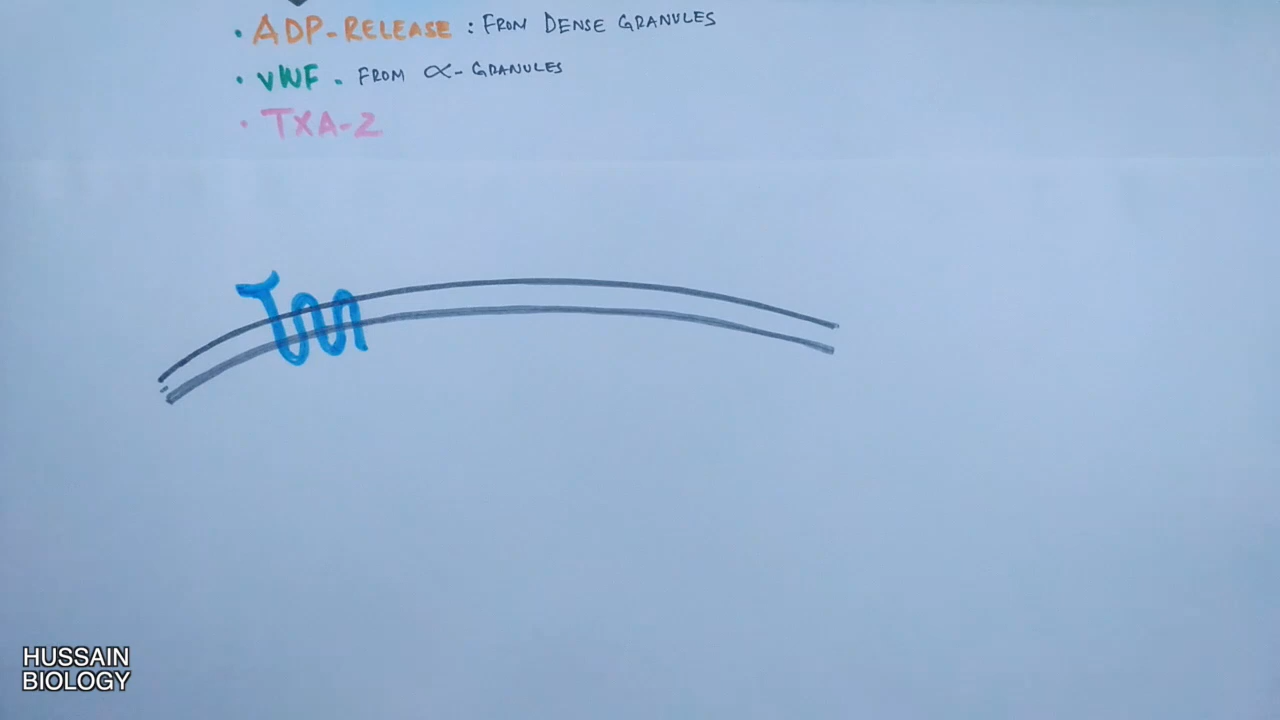 • ADP-RELEASE : FROM DENSE GRANULES
• VWF - FROM α-GRANULES
• TXA-2
HUSSAIN
BIOLOGY